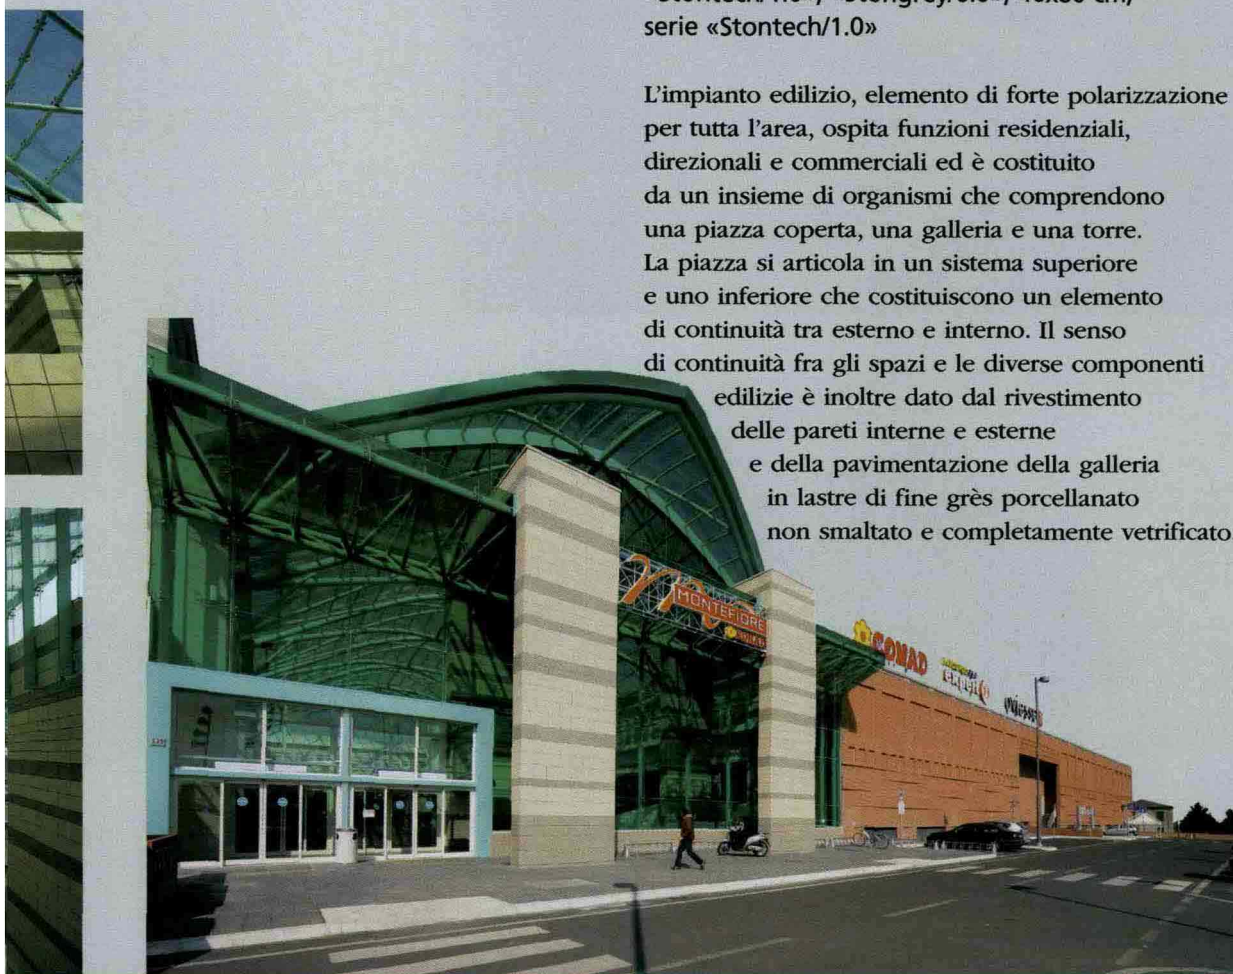 serie «Stontech/1.0»
L'impianto edilizio, elemento di forte polarizzazione
per tutta l'area, ospita funzioni residenziali,
direzionali e commerciali ed è costituito
da un insieme di organismi che comprendono
una piazza coperta, una galleria e una torre.
La piazza si articola in un sistema superiore
e uno inferiore che costituiscono un elemento
di continuità tra esterno e interno. Il senso
di continuità fra gli spazi e le diverse componenti
edilizie è inoltre dato dal rivestimento
delle pareti interne e esterne
e della pavimentazione della galleria
in lastre di fine grès porcellanato
non smaltato e completamente vetrificato.
MONTEFIORE
CONAD
CONAD
expert
oviesse